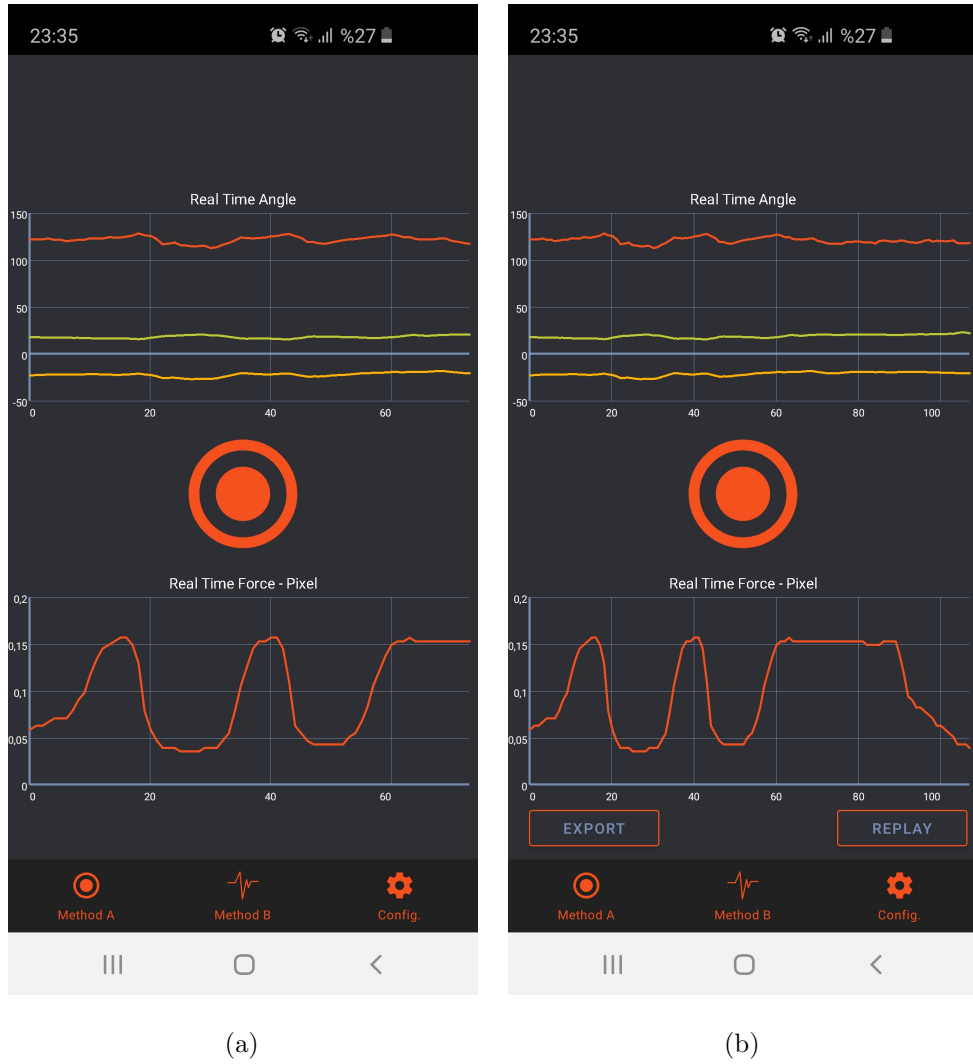 23:35 %27
Real Time Angle
150
100
50
0
-50
0 20 40 60
Real Time Force - Pixel
0,2
0,15
0,1
0,05
0
0 20 40 60
Method A Method B Config.
(a)
23:35 %27
Real Time Angle
150
100
50
0
-50
0 20 40 60 80 100
Real Time Force - Pixel
0,2
0,15
0,1
0,05
0
0 20 40 60 80 100
EXPORT REPLAY
Method A Method B Config.
(b)